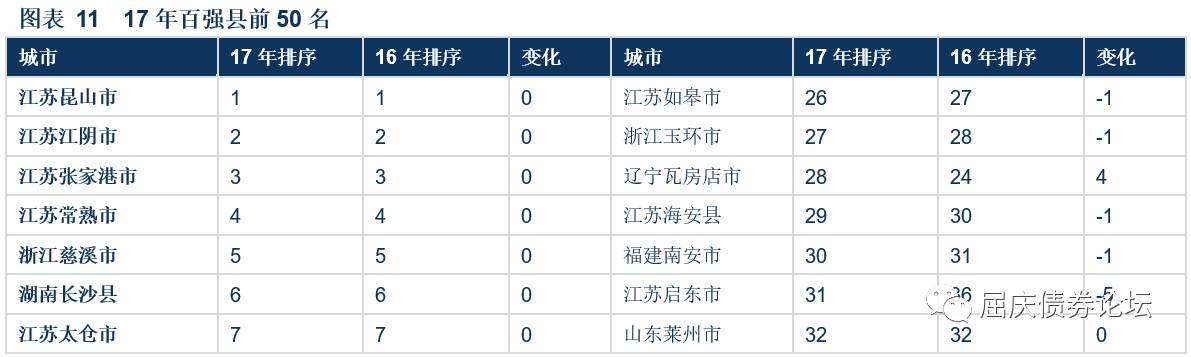 图表 11 17 年百强县前 50 名
城市 17 年排序 16 年排序 变化 城市 17 年排序 16 年排序 变化
江苏昆山市 1 1 0 江苏如皋市 26 27 -1
江苏江阴市 2 2 0 浙江玉环市 27 28 -1
江苏张家港市 3 3 0 辽宁瓦房店市 28 24 4
江苏常熟市 4 4 0 江苏海安县 29 30 -1
浙江慈溪市 5 5 0 福建南安市 30 31 -1
湖南长沙县 6 6 0 江苏启东市 31 36 -5
江苏太仓市 7 7 0 山东莱州市 32 32 0
屈庆债券论坛